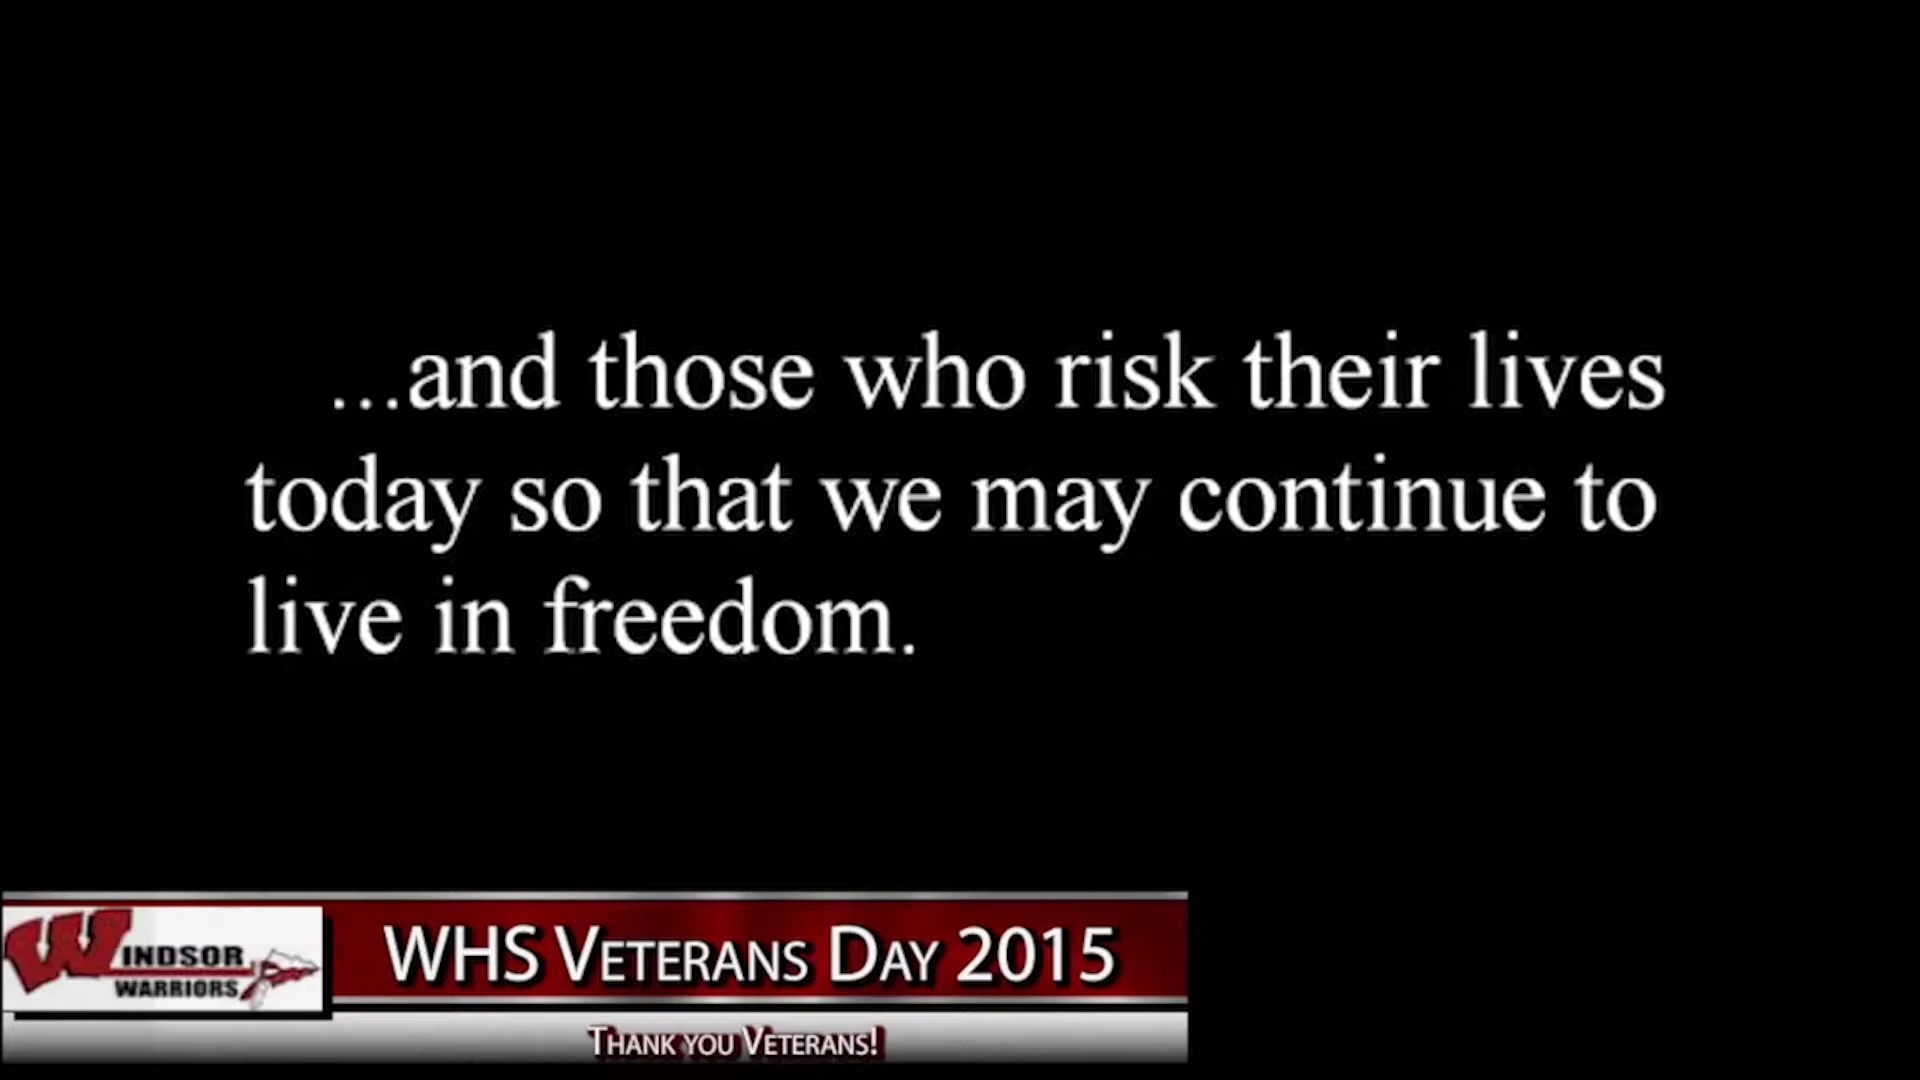 ...and those who risk their lives
today so that we may continue to
live in freedom.
WINDSOR
WARRIORS
WHS VETERANS DAY 2015
THANK YOU VETERANS!